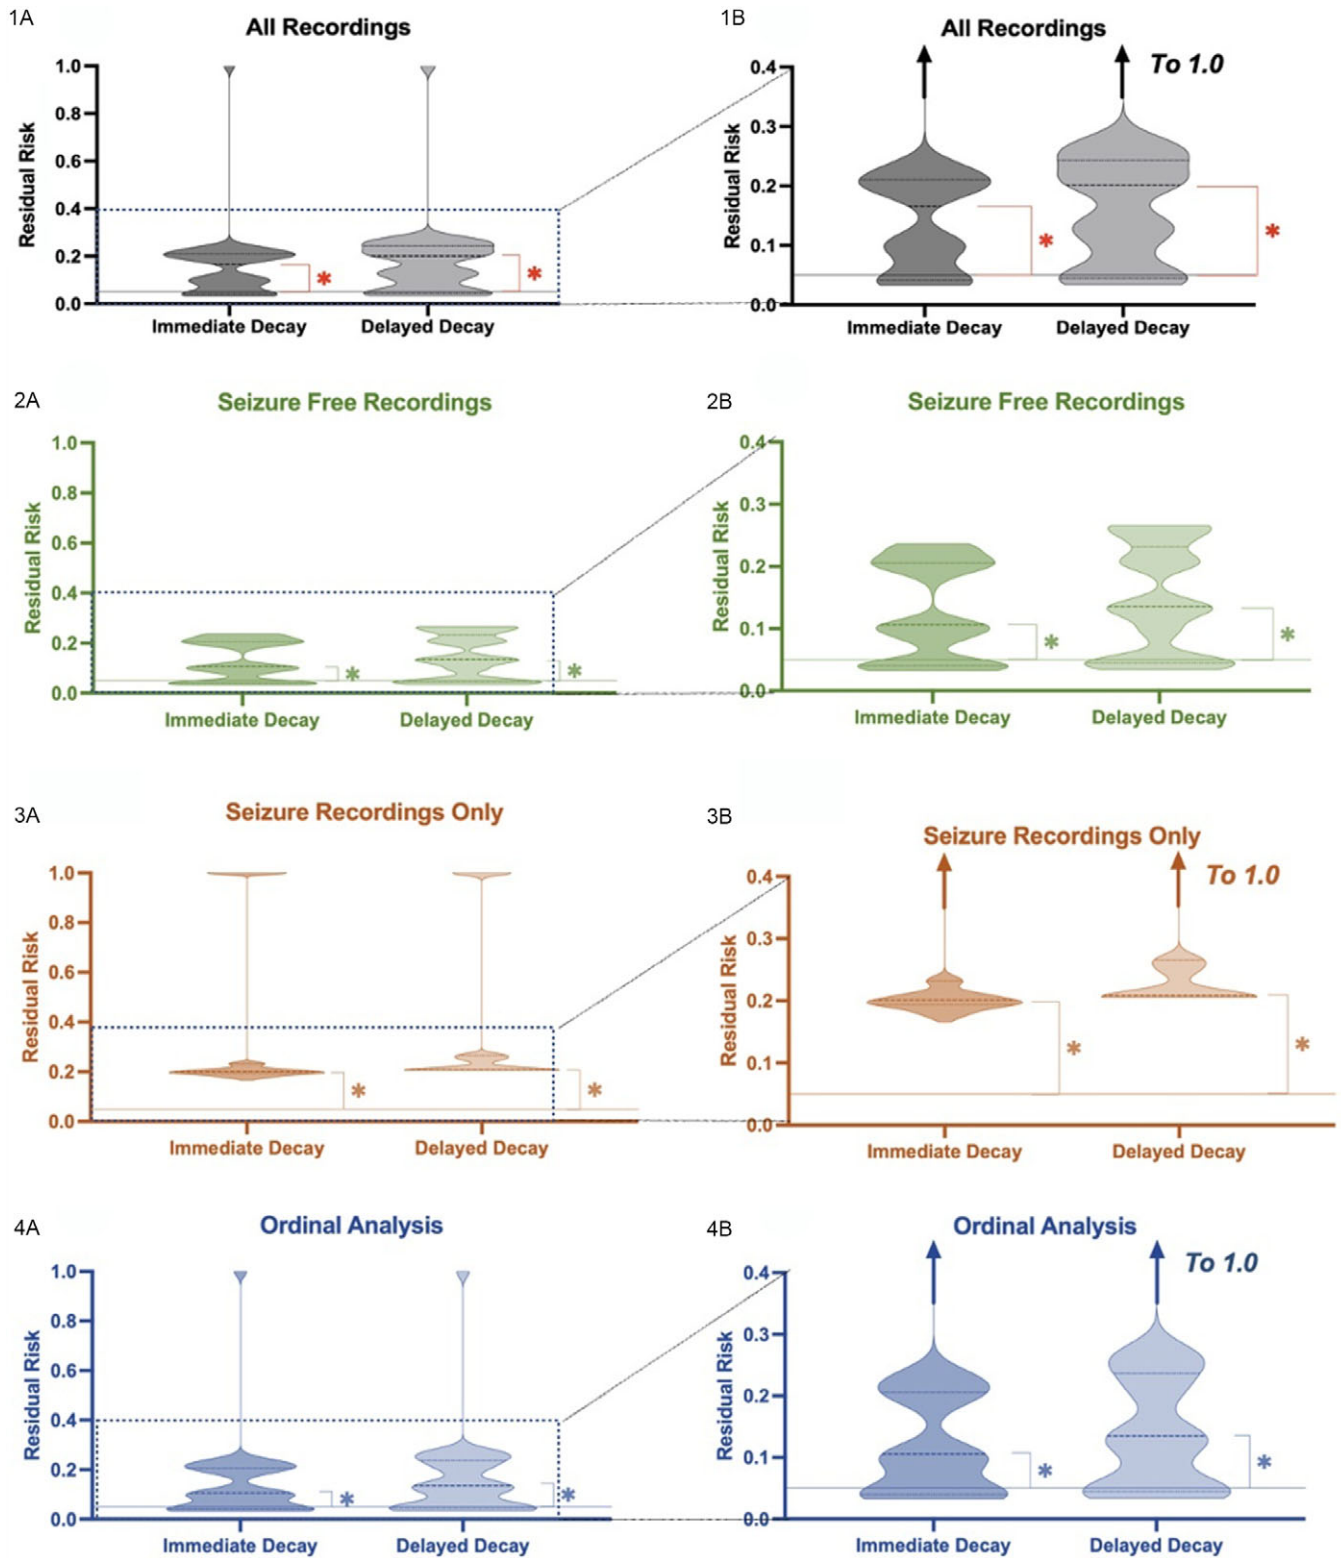 1A
All Recordings
1.0
0.8
0.6
0.4
0.2
0.0
Residual Risk
*
*
Immediate Decay
Delayed Decay
1B
All Recordings
To 1.0
0.4
0.3
0.2
0.1
0.0
Residual Risk
*
*
Immediate Decay
Delayed Decay
2A
Seizure Free Recordings
1.0
0.8
0.6
0.4
0.2
0.0
Residual Risk
*
*
Immediate Decay
Delayed Decay
2B
Seizure Free Recordings
0.4
0.3
0.2
0.1
0.0
Residual Risk
*
*
Immediate Decay
Delayed Decay
3A
Seizure Recordings Only
1.0
0.8
0.6
0.4
0.2
0.0
Residual Risk
*
*
Immediate Decay
Delayed Decay
3B
Seizure Recordings Only
To 1.0
0.4
0.3
0.2
0.1
0.0
Residual Risk
*
*
Immediate Decay
Delayed Decay
4A
Ordinal Analysis
1.0
0.8
0.6
0.4
0.2
0.0
Residual Risk
*
*
Immediate Decay
Delayed Decay
4B
Ordinal Analysis
To 1.0
0.4
0.3
0.2
0.1
0.0
Residual Risk
*
*
Immediate Decay
Delayed Decay